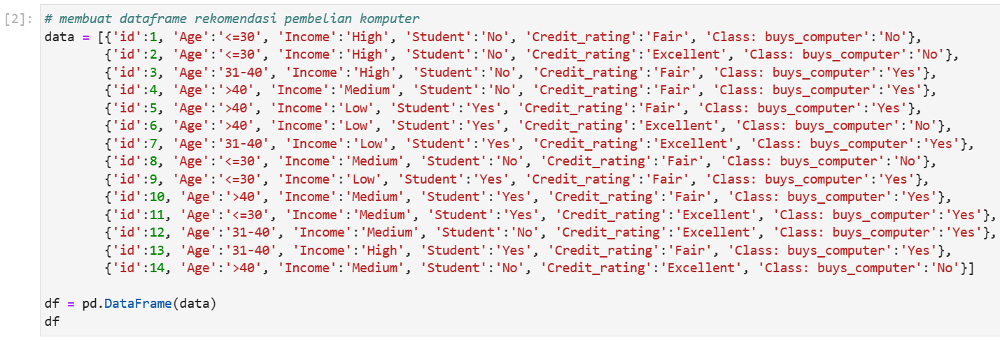 [2]: # membuat dataframe rekomendasi pembelian komputer
data = [{'id':1, 'Age':'<=30', 'Income':'High', 'Student':'No', 'Credit_rating':'Fair', 'Class: buys_computer':'No'},
{'id':2, 'Age':'<=30', 'Income':'High', 'Student':'No', 'Credit_rating':'Excellent', 'Class: buys_computer':'No'},
{'id':3, 'Age':'31-40', 'Income':'High', 'Student':'No', 'Credit_rating':'Fair', 'Class: buys_computer':'Yes'},
{'id':4, 'Age':'>40', 'Income':'Medium', 'Student':'No', 'Credit_rating':'Fair', 'Class: buys_computer':'Yes'},
{'id':5, 'Age':'>40', 'Income':'Low', 'Student':'Yes', 'Credit_rating':'Fair', 'Class: buys_computer':'Yes'},
{'id':6, 'Age':'>40', 'Income':'Low', 'Student':'Yes', 'Credit_rating':'Excellent', 'Class: buys_computer':'No'},
{'id':7, 'Age':'31-40', 'Income':'Low', 'Student':'Yes', 'Credit_rating':'Excellent', 'Class: buys_computer':'Yes'},
{'id':8, 'Age':'<=30', 'Income':'Medium', 'Student':'No', 'Credit_rating':'Fair', 'Class: buys_computer':'No'},
{'id':9, 'Age':'<=30', 'Income':'Low', 'Student':'Yes', 'Credit_rating':'Fair', 'Class: buys_computer':'Yes'},
{'id':10, 'Age':'>40', 'Income':'Medium', 'Student':'Yes', 'Credit_rating':'Fair', 'Class: buys_computer':'Yes'},
{'id':11, 'Age':'<=30', 'Income':'Medium', 'Student':'Yes', 'Credit_rating':'Excellent', 'Class: buys_computer':'Yes'},
{'id':12, 'Age':'31-40', 'Income':'Medium', 'Student':'No', 'Credit_rating':'Excellent', 'Class: buys_computer':'Yes'},
{'id':13, 'Age':'31-40', 'Income':'High', 'Student':'Yes', 'Credit_rating':'Fair', 'Class: buys_computer':'Yes'},
{'id':14, 'Age':'>40', 'Income':'Medium', 'Student':'No', 'Credit_rating':'Excellent', 'Class: buys_computer':'No'}]
df = pd.DataFrame(data)
df